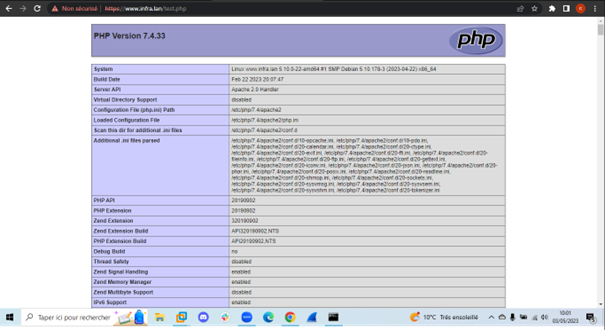 Non sécurisé | https://www.infra.lan/test.php
PHP Version 7.4.33
php
System Linux www.infra.lan 5.10.0-22-amd64 #1 SMP Debian 5.10.178-3 (2023-04-22) x86_64
Build Date Feb 22 2023 20:07:47
Server API Apache 2.0 Handler
Virtual Directory Support disabled
Configuration File (php.ini) Path /etc/php/7.4/apache2
Loaded Configuration File /etc/php/7.4/apache2/php.ini
Scan this dir for additional .ini files /etc/php/7.4/apache2/conf.d
Additional .ini files parsed /etc/php/7.4/apache2/conf.d/10-opcache.ini, /etc/php/7.4/apache2/conf.d/10-pdo.ini,
/etc/php/7.4/apache2/conf.d/20-calendar.ini, /etc/php/7.4/apache2/conf.d/20-ctype.ini,
/etc/php/7.4/apache2/conf.d/20-exif.ini, /etc/php/7.4/apache2/conf.d/20-ffi.ini, /etc/php/7.4/apache2/conf.d/20-
fileinfo.ini, /etc/php/7.4/apache2/conf.d/20-ftp.ini, /etc/php/7.4/apache2/conf.d/20-gettext.ini,
/etc/php/7.4/apache2/conf.d/20-iconv.ini, /etc/php/7.4/apache2/conf.d/20-json.ini, /etc/php/7.4/apache2/conf.d/20-
phar.ini, /etc/php/7.4/apache2/conf.d/20-posix.ini, /etc/php/7.4/apache2/conf.d/20-readline.ini,
/etc/php/7.4/apache2/conf.d/20-shmop.ini, /etc/php/7.4/apache2/conf.d/20-sockets.ini,
/etc/php/7.4/apache2/conf.d/20-sysvmsg.ini, /etc/php/7.4/apache2/conf.d/20-sysvsem.ini,
/etc/php/7.4/apache2/conf.d/20-sysvshm.ini, /etc/php/7.4/apache2/conf.d/20-tokenizer.ini
PHP API 20190902
PHP Extension 20190902
Zend Extension 320190902
Zend Extension Build API320190902,NTS
PHP Extension Build API20190902,NTS
Debug Build no
Thread Safety disabled
Zend Signal Handling enabled
Zend Memory Manager enabled
Zend Multibyte Support disabled
IPv6 Support enabled
Taper ici pour rechercher
10°C Très ensoleillé
10:01
03/05/2023